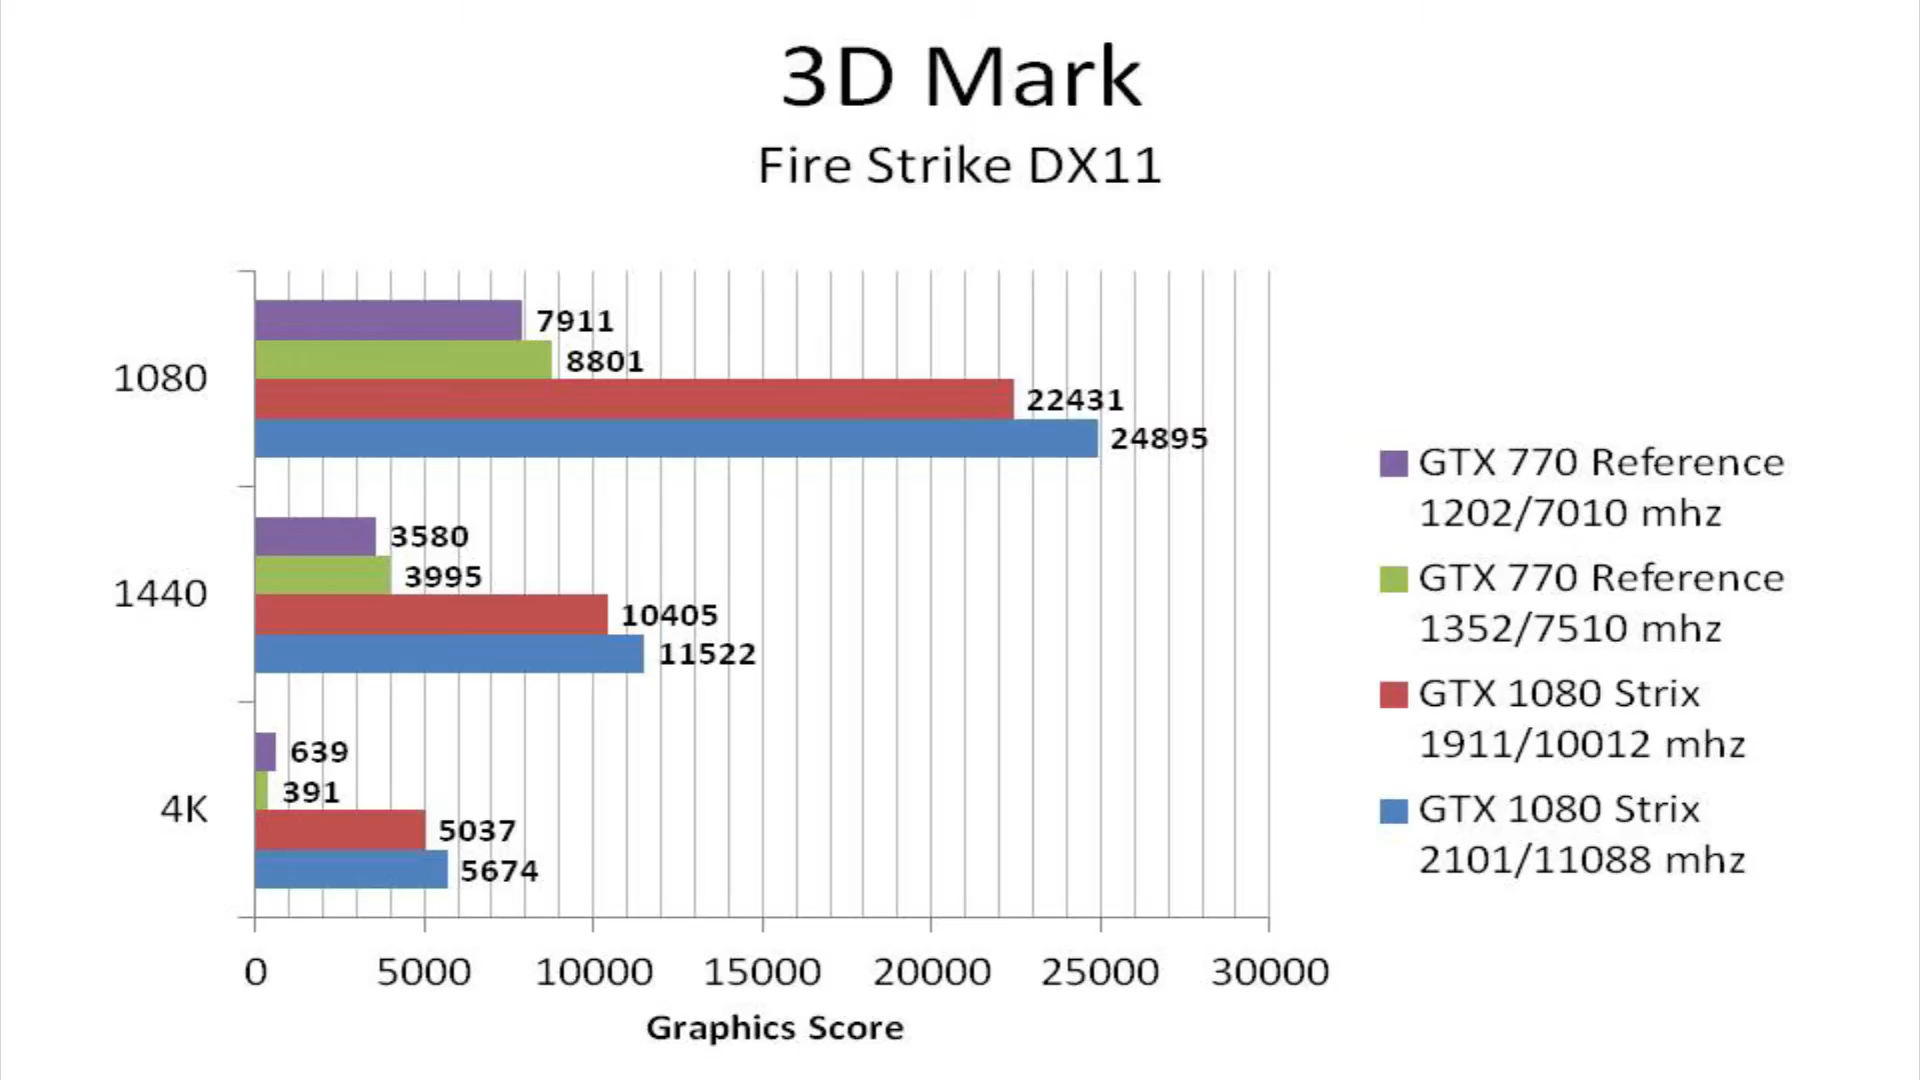 3D Mark
Fire Strike DX11
1080
7911
8801
22431
24895
1440
3580
3995
10405
11522
4K
639
391
5037
5674
0 5000 10000 15000 20000 25000 30000
Graphics Score
GTX 770 Reference
1202/7010 mhz
GTX 770 Reference
1352/7510 mhz
GTX 1080 Strix
1911/10012 mhz
GTX 1080 Strix
2101/11088 mhz